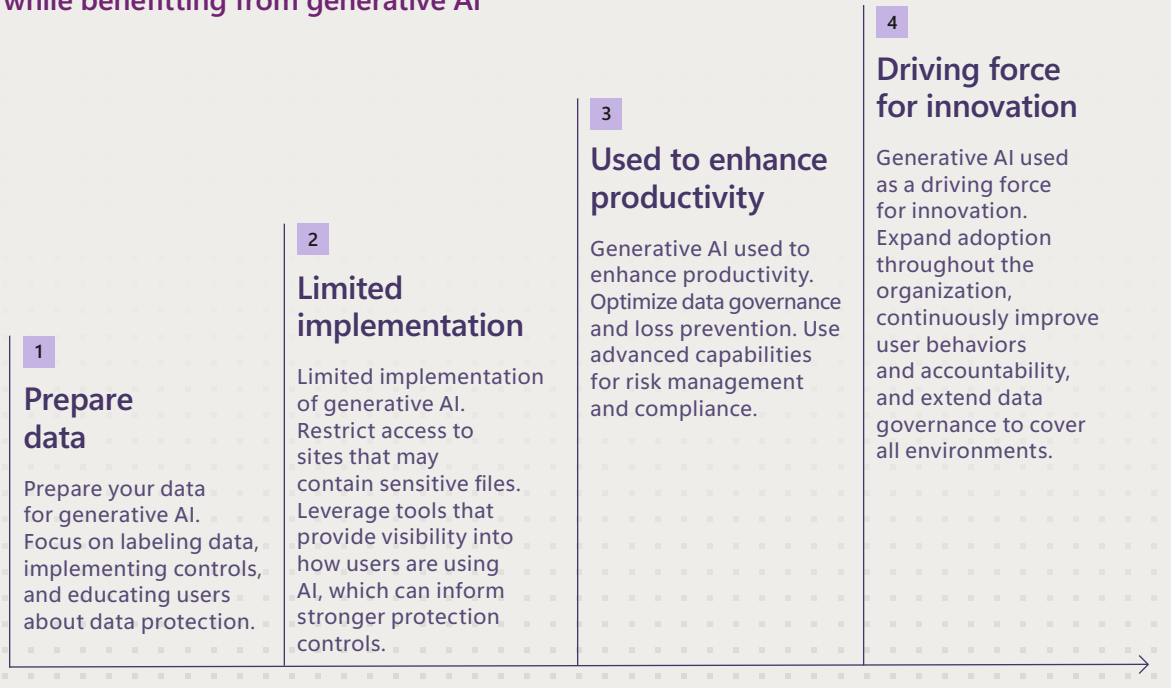 while benefitting from generative AI
1
Prepare
data
Prepare your data
for generative AI.
Focus on labeling data,
implementing controls,
and educating users
about data protection.
2
Limited
implementation
Limited implementation
of generative AI.
Restrict access to
sites that may
contain sensitive files.
Leverage tools that
provide visibility into
how users are using
AI, which can inform
stronger protection
controls.
3
Used to enhance
productivity
Generative AI used to
enhance productivity.
Optimize data governance
and loss prevention. Use
advanced capabilities
for risk management
and compliance.
4
Driving force
for innovation
Generative AI used
as a driving force
for innovation.
Expand adoption
throughout the
organization,
continuously improve
user behaviors
and accountability,
and extend data
governance to cover
all environments.